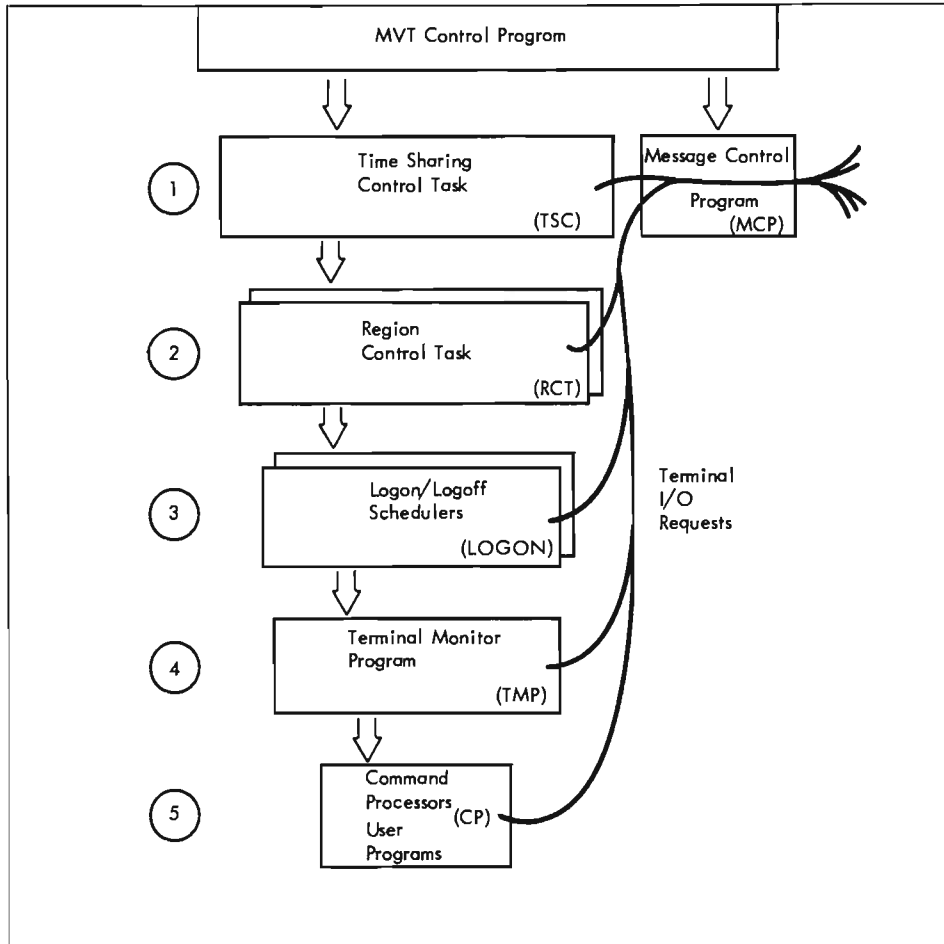 MVT Control Program
1
Time Sharing
Control Task
(TSC)
Message Control
Program
(MCP)
2
Region
Control Task
(RCT)
3
Logon/Logoff
Schedulers
(LOGON)
Terminal
I/O
Requests
4
Terminal Monitor
Program
(TMP)
5
Command
Processors
(CP)
User
Programs